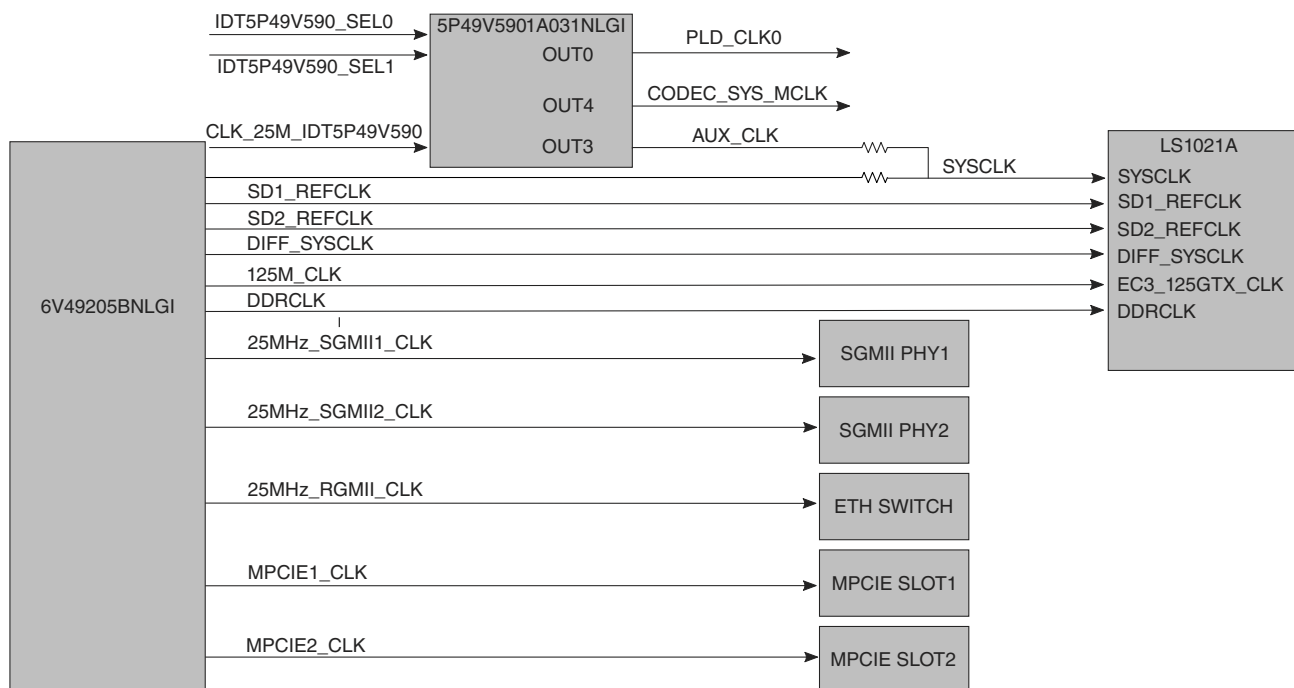 IDT5P49V590_SEL0
IDT5P49V590_SEL1
CLK_25M_IDT5P49V590
5P49V5901A031NLGI
OUT0
OUT4
OUT3
PLD_CLK0
CODEC_SYS_MCLK
AUX_CLK
SYSCLK
LS1021A
SYSCLK
SD1_REFCLK
SD2_REFCLK
DIFF_SYSCLK
EC3_125GTX_CLK
DDRCLK
6V49205BNLGI
SD1_REFCLK
SD2_REFCLK
DIFF_SYSCLK
125M_CLK
DDRCLK
25MHz_SGMII1_CLK
SGMII PHY1
25MHz_SGMII2_CLK
SGMII PHY2
25MHz_RGMII_CLK
ETH SWITCH
MPCIE1_CLK
MPCIE SLOT1
MPCIE2_CLK
MPCIE SLOT2